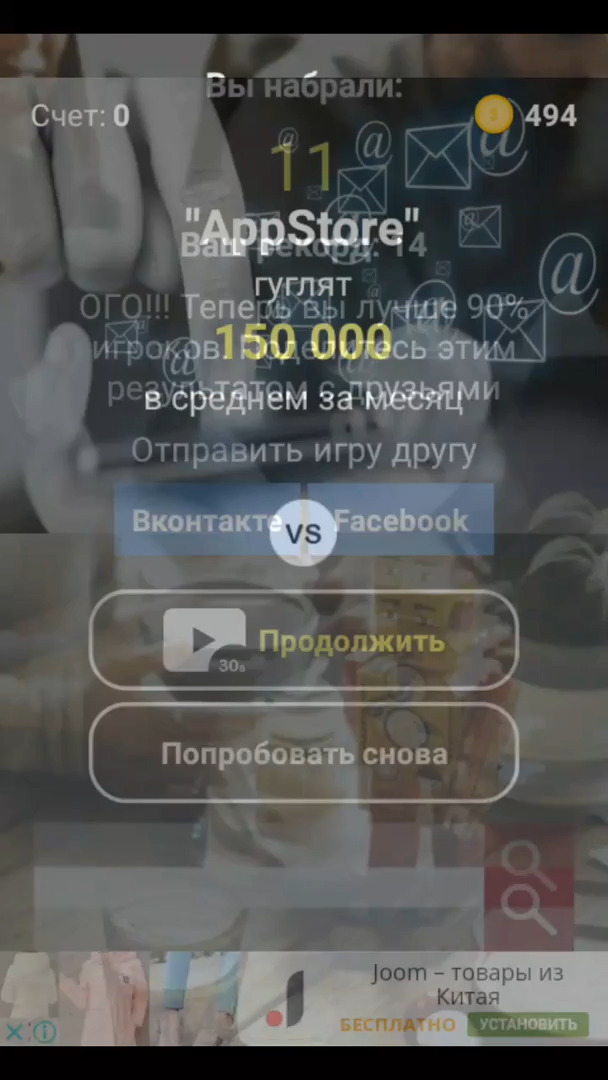 Вы набрали:
Счет: 0
494
11
"AppStore"
Ваш рекорд: 14
гуглят
ОГО!!! Теперь вы лучше 90%
150 000
игроков. Поделитесь этим
в среднем за месяц
результатом с друзьями
Отправить игру другу
Вконтакте
VS
Facebook
Продолжить
30s
Попробовать снова
Joom – товары из
Китая
БЕСПЛАТНО
УСТАНОВИТЬ